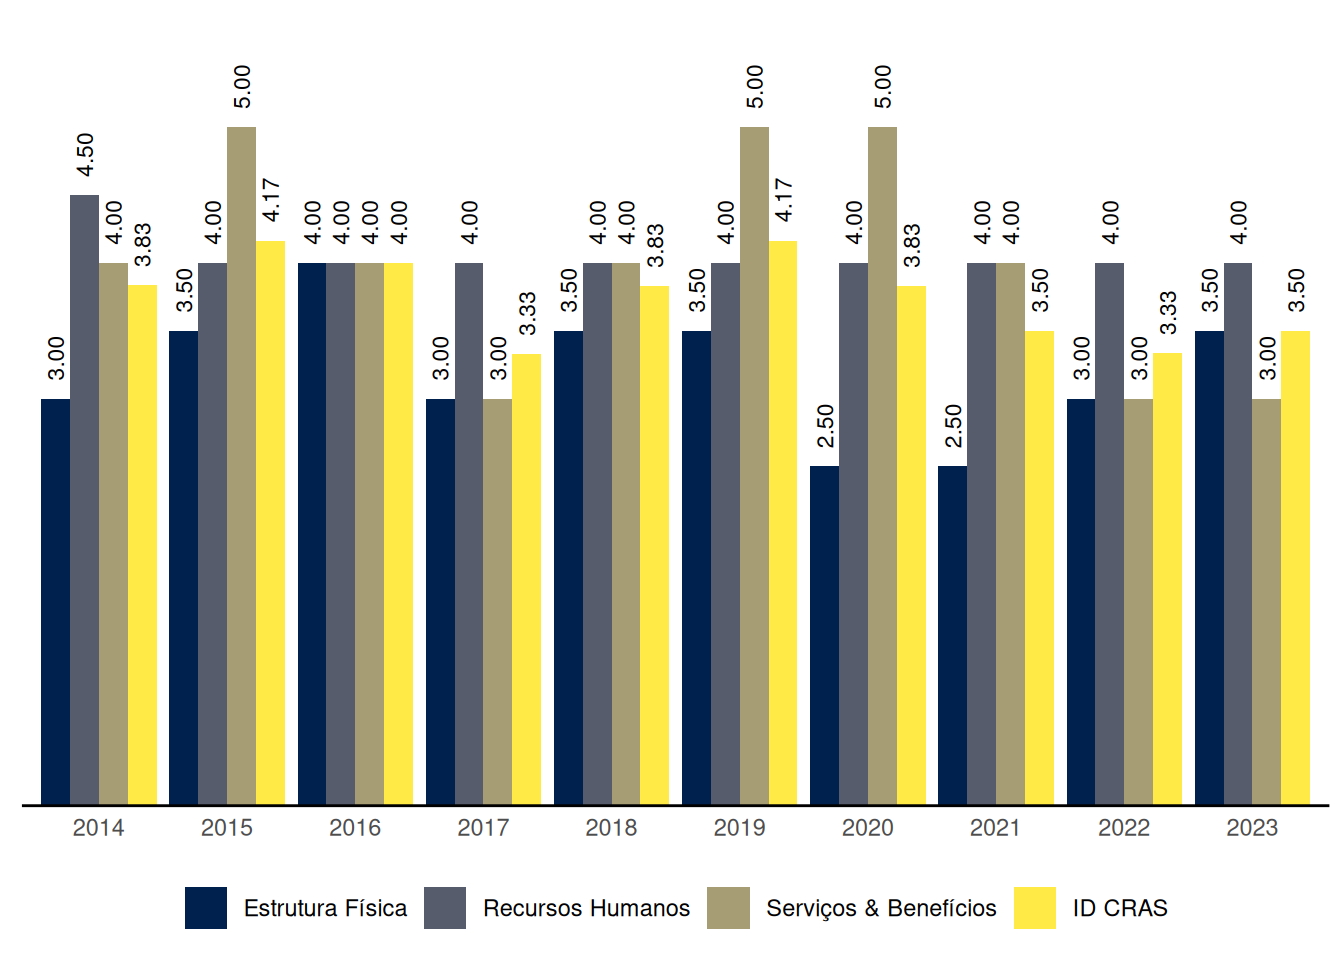 5.00 5.00 5.00
4.50
4.17 4.17
4.00 4.00 4.00 4.00 4.00 4.00 4.00 4.00 4.00 4.00 4.00 4.00 4.00 4.00 4.00
3.83 3.83 3.83
3.50 3.50 3.50 3.50 3.50 3.50
3.33 3.33
3.00 3.00 3.00 3.00 3.00 3.00
2.50 2.50
2014 2015 2016 2017 2018 2019 2020 2021 2022 2023
Estrutura Física Recursos Humanos Serviços & Benefícios ID CRAS